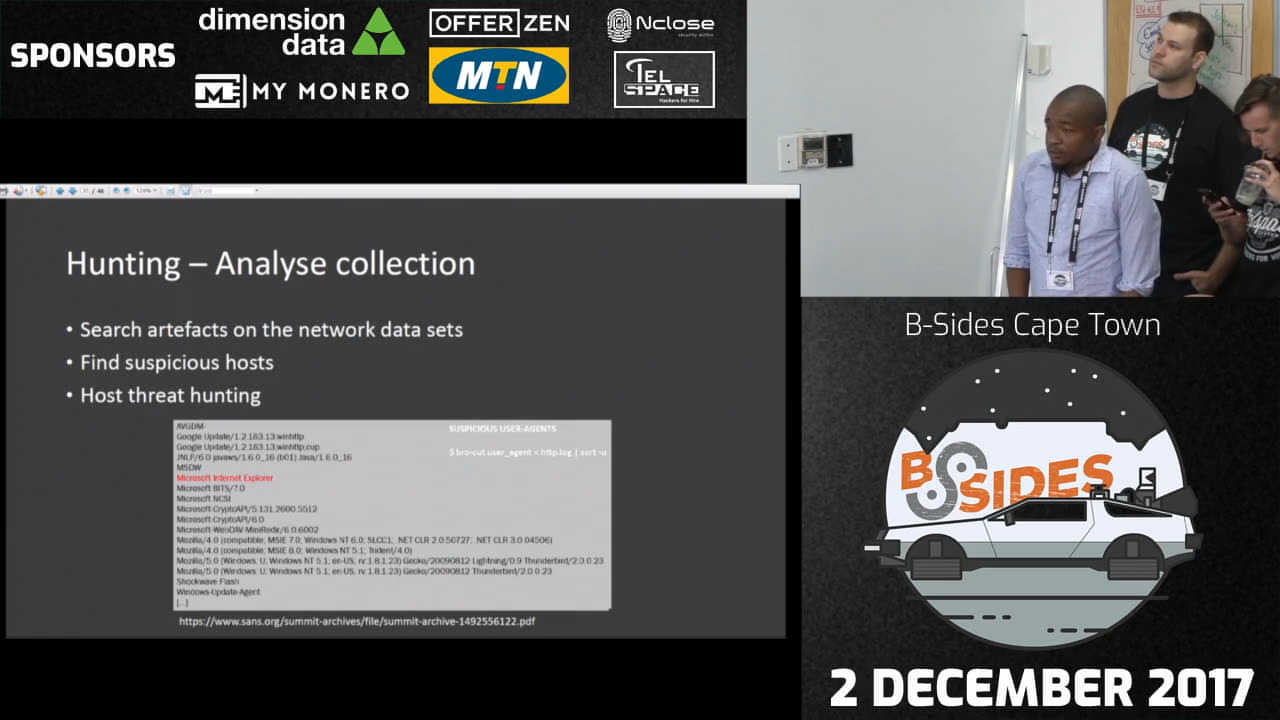 SPONSORS
dimension
data
OFFERZEN
Nclose
MY MONERO
MTN
TEL
SPACE
Hackers for Hire
BSIDES
Hunting – Analyse collection
• Search artefacts on the network data sets
• Find suspicious hosts
• Host threat hunting
AVGDM
Google Update/1.2.183.13;winhttp
Google Update/1.2.183.13;winhttp;cup
JNLP/6.0 javaws/1.6.0_16 (b01) Java/1.6.0_16
MSDW
Microsoft Internet Explorer
Microsoft BITS/7.0
Microsoft NCSI
Microsoft-CryptoAPI/5.131.2600.5512
Microsoft-CryptoAPI/6.0
Microsoft-WebDAV-MiniRedir/6.0.6002
Mozilla/4.0 (compatible; MSIE 7.0; Windows NT 6.0; SLCC1; .NET CLR 2.0.50727; .NET CLR 3.0.04506)
Mozilla/4.0 (compatible; MSIE 8.0; Windows NT 5.1; Trident/4.0)
Mozilla/5.0 (Windows; U; Windows NT 5.1; en-US; rv:1.8.1.23) Gecko/20090812 Lightning/0.9 Thunderbird/2.0.0.23
Mozilla/5.0 (Windows; U; Windows NT 5.1; en-US; rv:1.8.1.23) Gecko/20090812 Thunderbird/2.0.0.23
Shockwave Flash
Windows-Update-Agent
[...]
SUSPICIOUS USER-AGENTS
$ bro-cut user_agent < http.log | sort -u
https://www.sans.org/summit-archives/file/summit-archive-1492556122.pdf
B-Sides Cape Town
BSIDES
2 DECEMBER 2017